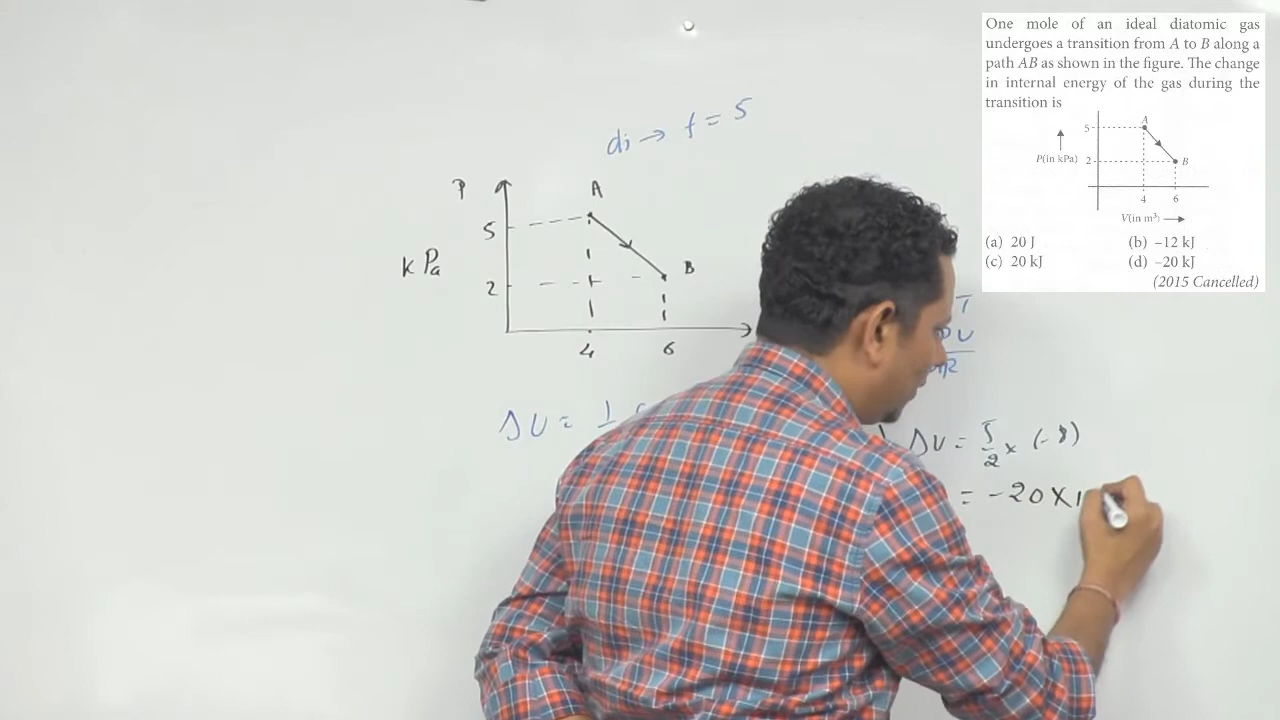 One mole of an ideal diatomic gas
undergoes a transition from A to B along a
path AB as shown in the figure. The change
in internal energy of the gas during the
transition is
A
5
P(in kPa)
2
B
4 6
V(in m³)
(a) 20 J (b) –12 kJ
(c) 20 kJ (d) –20 kJ
(2015 Cancelled)
di → f = 5
P
A
5
k Pa
B
2
4 6
T
ΔU =
ΔU = 5/2 × (-8)
= -20 × 1